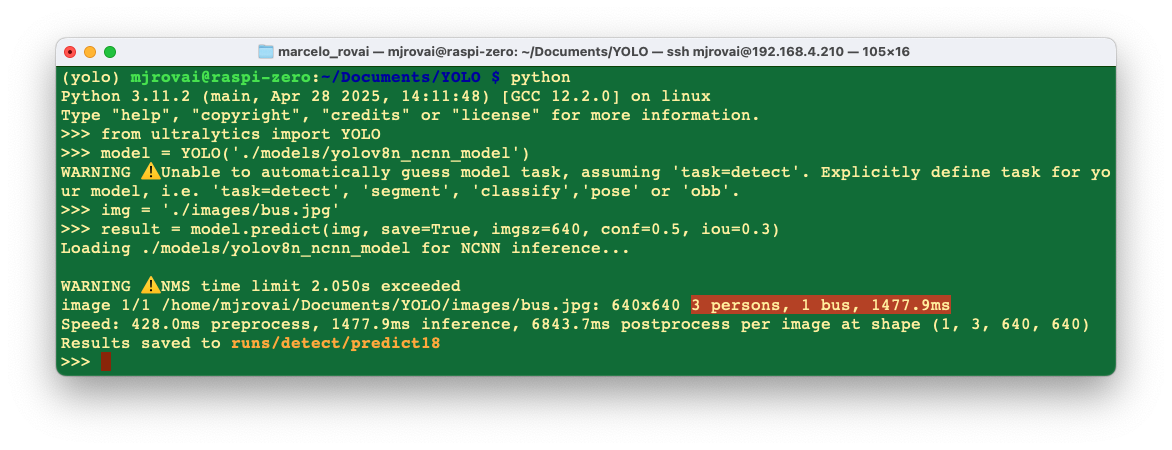 marcelo_rovai — mjrovai@raspi-zero: ~/Documents/YOLO — ssh mjrovai@192.168.4.210 — 105×16
(yolo) mjrovai@raspi-zero:~/Documents/YOLO $ python
Python 3.11.2 (main, Apr 28 2025, 14:11:48) [GCC 12.2.0] on linux
Type "help", "copyright", "credits" or "license" for more information.
>>> from ultralytics import YOLO
>>> model = YOLO('./models/yolov8n_ncnn_model')
WARNING ⚠️Unable to automatically guess model task, assuming 'task=detect'. Explicitly define task for yo
ur model, i.e. 'task=detect', 'segment', 'classify','pose' or 'obb'.
>>> img = './images/bus.jpg'
>>> result = model.predict(img, save=True, imgsz=640, conf=0.5, iou=0.3)
Loading ./models/yolov8n_ncnn_model for NCNN inference...
WARNING ⚠️NMS time limit 2.050s exceeded
image 1/1 /home/mjrovai/Documents/YOLO/images/bus.jpg: 640x640 3 persons, 1 bus, 1477.9ms
Speed: 428.0ms preprocess, 1477.9ms inference, 6843.7ms postprocess per image at shape (1, 3, 640, 640)
Results saved to runs/detect/predict18
>>>